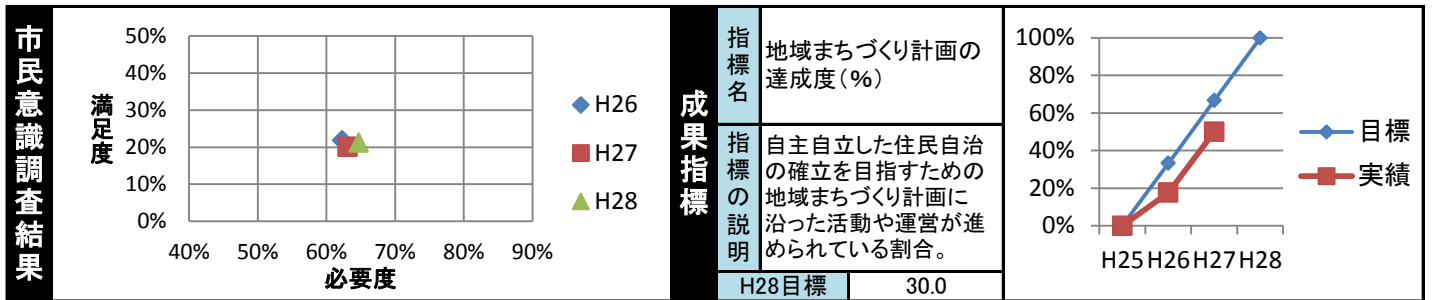 市民意識調査結果
50%
40%
30%
20%
10%
0%
満足度
40% 50% 60% 70% 80% 90%
必要度
H26
H27
H28
成果指標
指標名
地域まちづくり計画の
達成度(%)
指標の説明
自主自立した住民自治
の確立を目指すための
地域まちづくり計画に
沿った活動や運営が進
められている割合。
H28目標 30.0
100%
80%
60%
40%
20%
0%
H25 H26 H27 H28
目標
実績